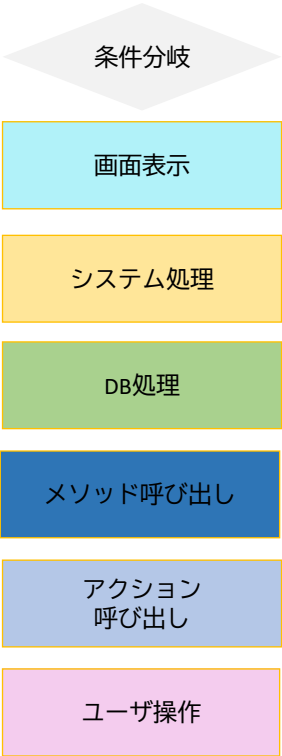 条件分岐
画面表示
システム処理
DB処理
メソッド呼び出し
アクション
呼び出し
ユーザ操作